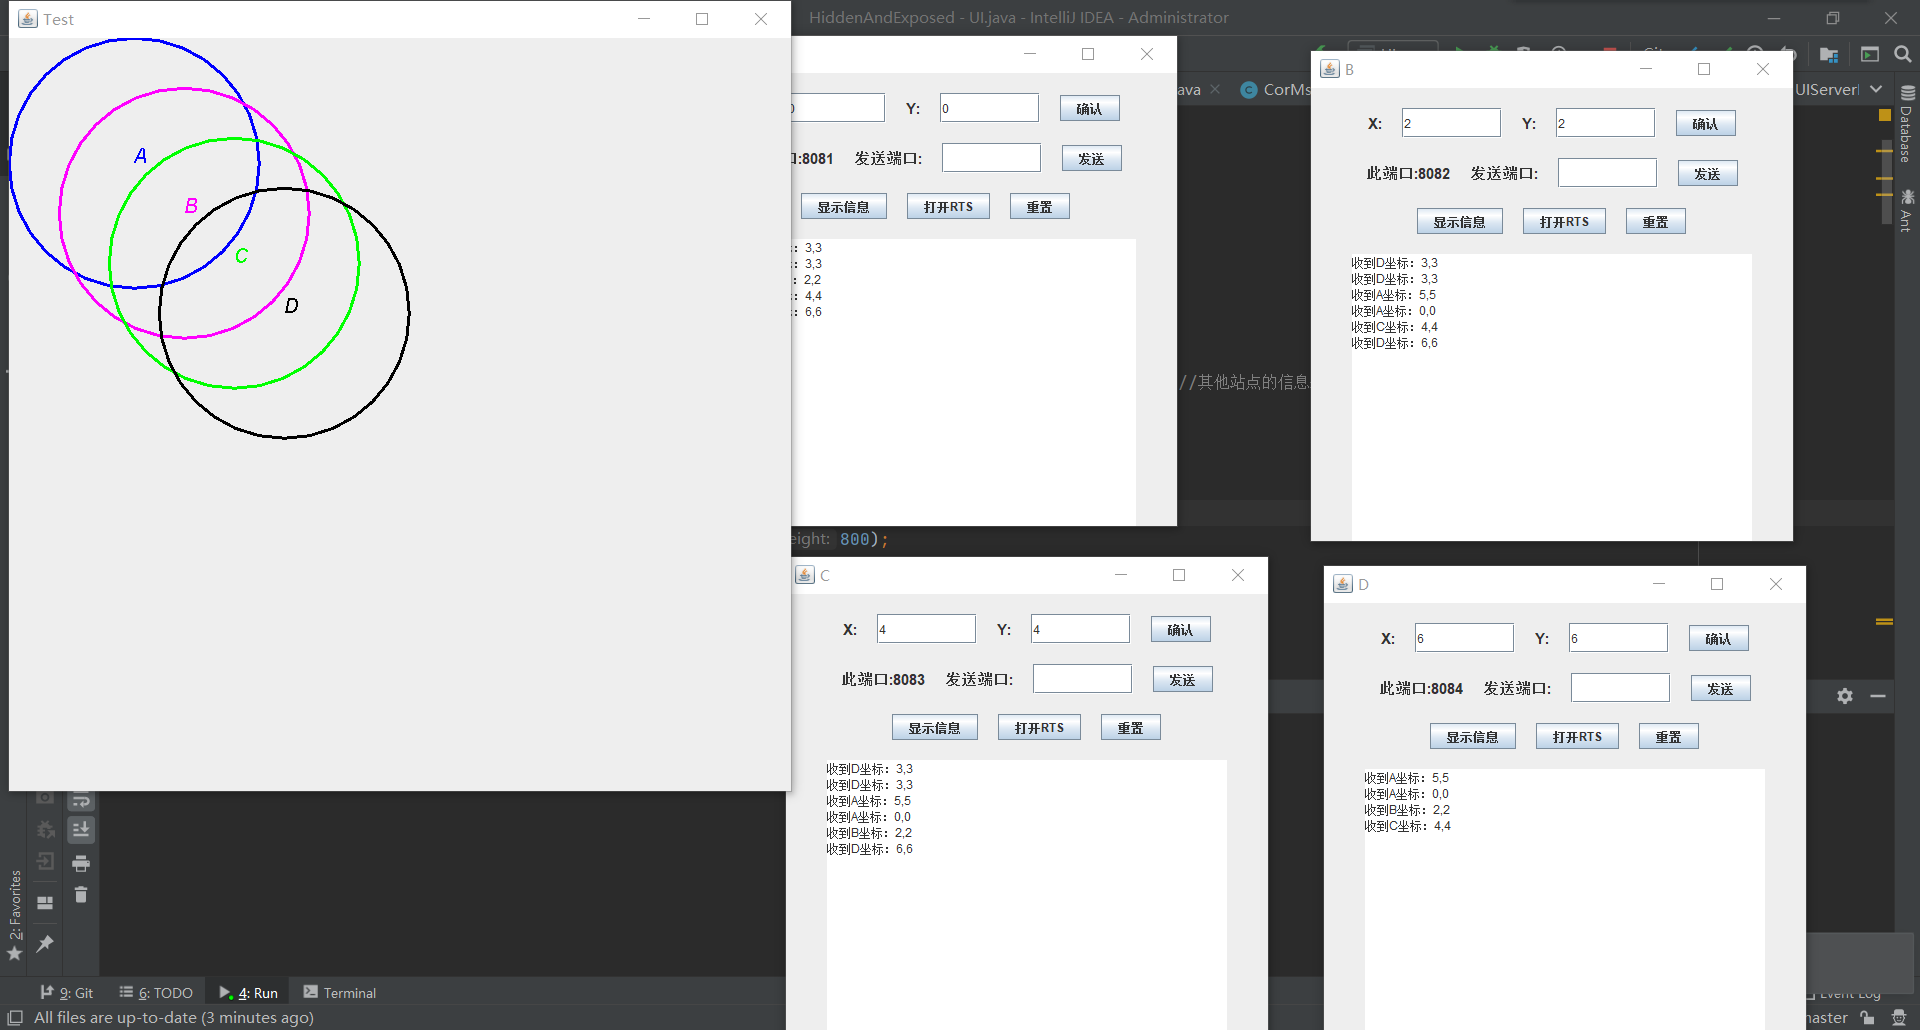 Test
A
B
C
D
HiddenAndExposed - UI.java - IntelliJ IDEA - Administrator
CorMs
UIServer
Database
Ant
Y:
0
确认
:8081
发送端口:
发送
显示信息
打开RTS
重置
: 3,3
: 3,3
: 2,2
: 4,4
: 6,6
B
X:
2
Y:
2
确认
此端口:8082
发送端口:
发送
显示信息
打开RTS
重置
收到D坐标: 3,3
收到D坐标: 3,3
收到A坐标: 5,5
收到A坐标: 0,0
收到C坐标: 4,4
收到D坐标: 6,6
//其他站点的信息
eight: 800);
C
X:
4
Y:
4
确认
此端口:8083
发送端口:
发送
显示信息
打开RTS
重置
收到D坐标: 3,3
收到D坐标: 3,3
收到A坐标: 5,5
收到A坐标: 0,0
收到B坐标: 2,2
收到D坐标: 6,6
D
X:
6
Y:
6
确认
此端口:8084
发送端口:
发送
显示信息
打开RTS
重置
收到A坐标: 5,5
收到A坐标: 0,0
收到B坐标: 2,2
收到C坐标: 4,4
2: Favorites
9: Git
6: TODO
4: Run
Terminal
Event Log
All files are up-to-date (3 minutes ago)
master